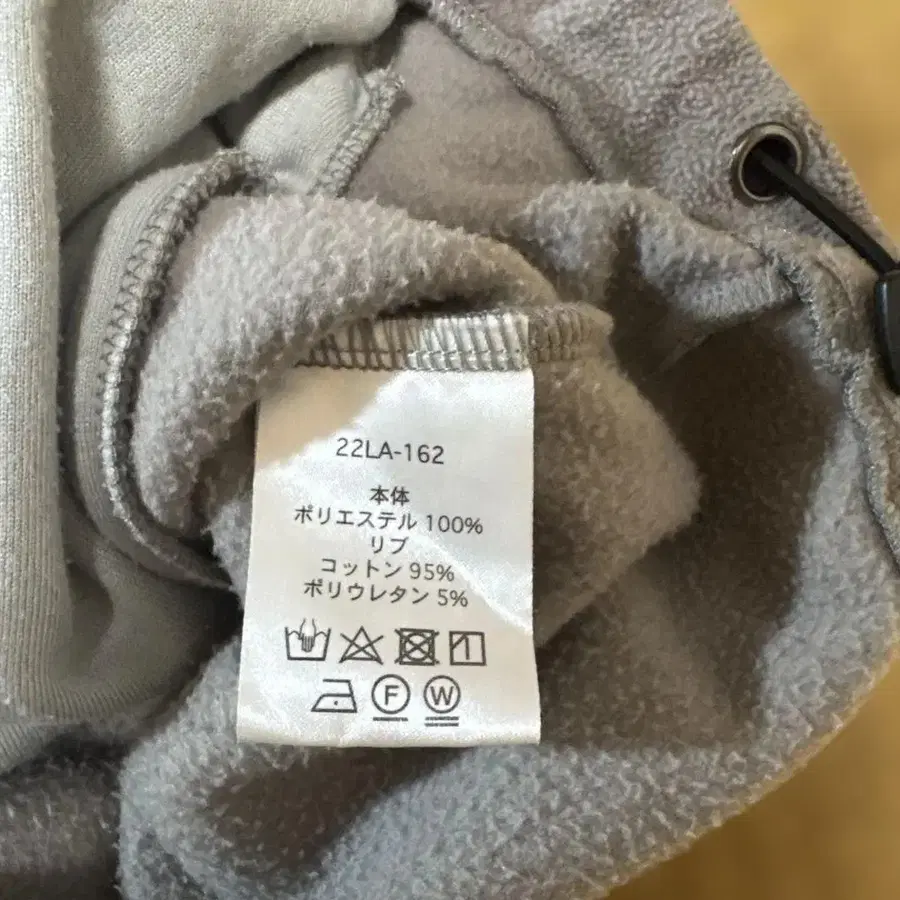 22LA-162
本体
ポリエステル 100%
リブ
コットン 95%
ポリウレタン 5%
F W